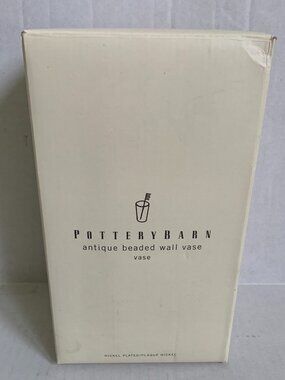 POTTERY BARN
antique beaded wall vase
vase
NICKEL PLATED/PLAQUÉ NICKEL